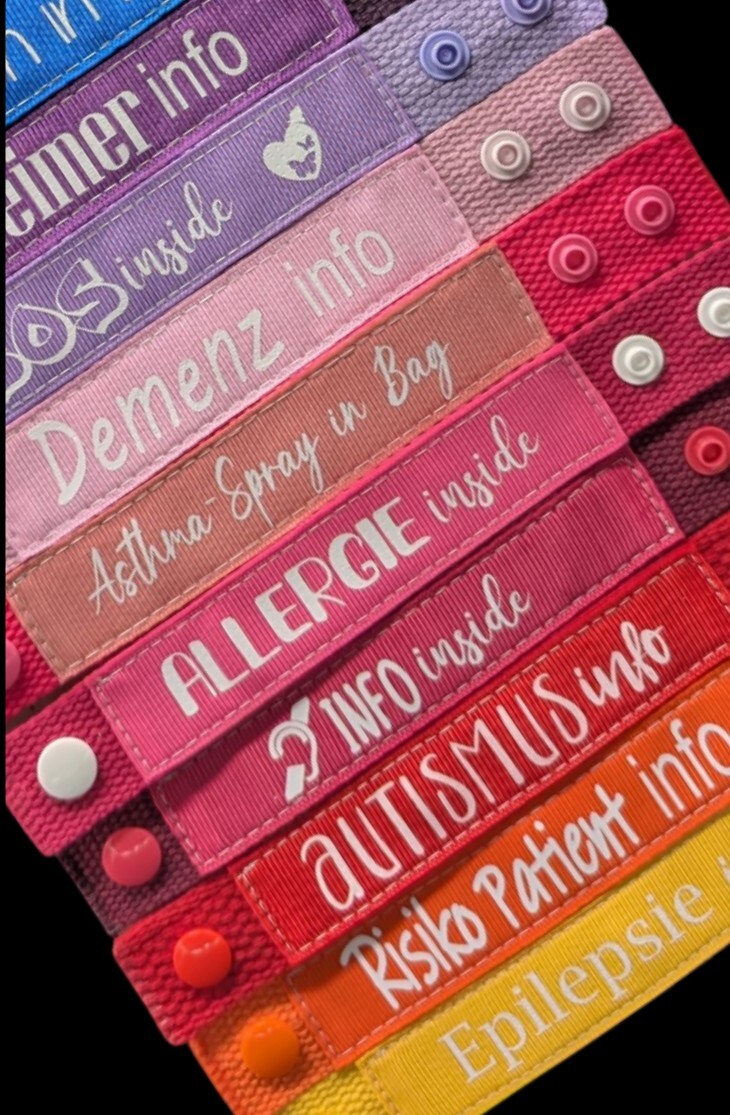 info
inside
Demenz info
Asthma-Spray in Bag
ALLERGIE inside
INFO inside
aUTISMUS info
Risiko Patient info
Epilepsie